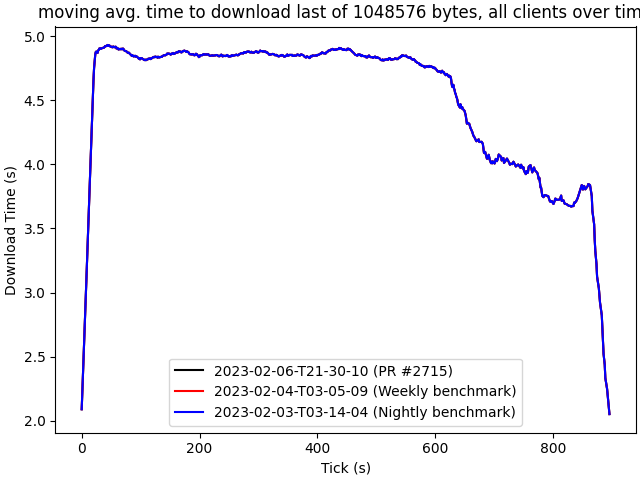 moving avg. time to download last of 1048576 bytes, all clients over tim
5.0
4.5
4.0
3.5
3.0
2.5
2.0
Download Time (s)
2023-02-06-T21-30-10 (PR #2715)
2023-02-04-T03-05-09 (Weekly benchmark)
2023-02-03-T03-14-04 (Nightly benchmark)
0 200 400 600 800
Tick (s)